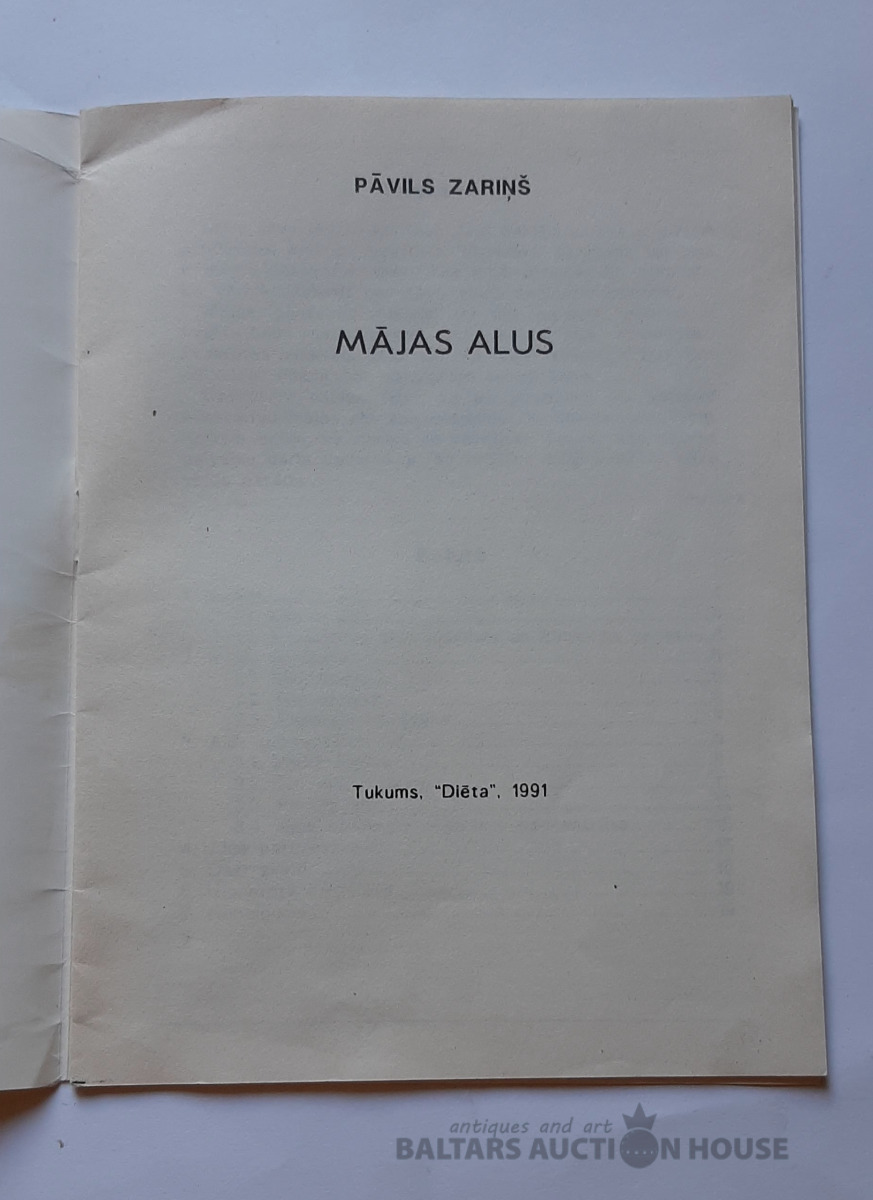 PĀVILS ZARIŅŠ
MĀJAS ALUS
Tukums, "Diēta", 1991
antiques and art
BALTARS AUCTION HOUSE